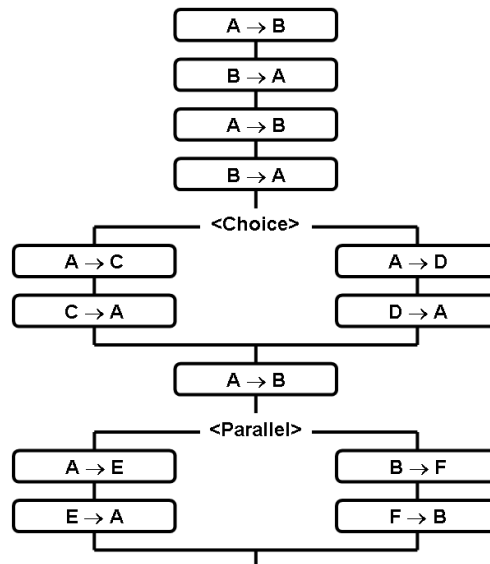 A → B
B → A
A → B
B → A
<Choice>
A → C
A → D
C → A
D → A
A → B
<Parallel>
A → E
B → F
E → A
F → B